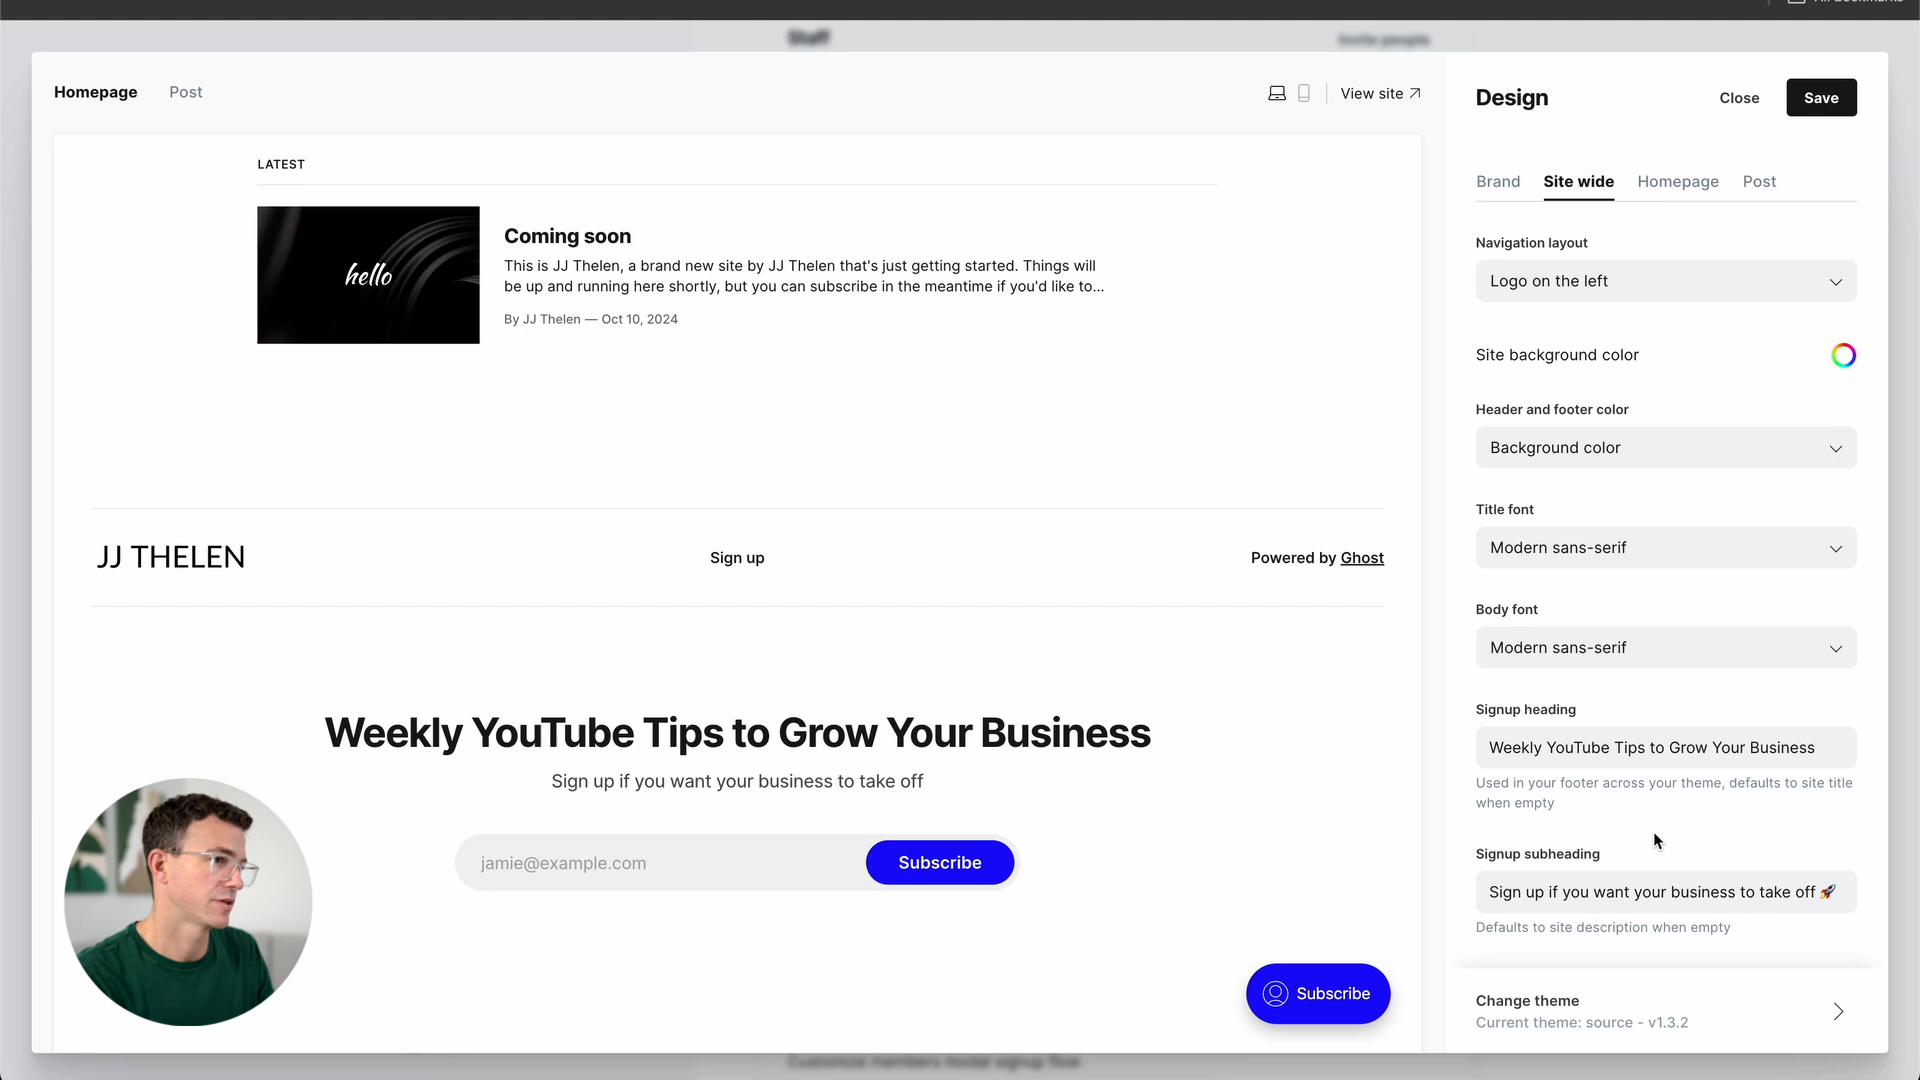 Staff
Invite people
Homepage
Post
View site
Design
Close
Save
LATEST
hello
Coming soon
This is JJ Thelen, a brand new site by JJ Thelen that's just getting started. Things will
be up and running here shortly, but you can subscribe in the meantime if you'd like to...
By JJ Thelen — Oct 10, 2024
JJ THELEN
Sign up
Powered by Ghost
Weekly YouTube Tips to Grow Your Business
Sign up if you want your business to take off
jamie@example.com
Subscribe
Subscribe
Brand
Site wide
Homepage
Post
Navigation layout
Logo on the left
Site background color
Header and footer color
Background color
Title font
Modern sans-serif
Body font
Modern sans-serif
Signup heading
Weekly YouTube Tips to Grow Your Business
Used in your footer across your theme, defaults to site title
when empty
Signup subheading
Sign up if you want your business to take off 🚀
Defaults to site description when empty
Change theme
Current theme: source - v1.3.2
Customize members modal signup flow